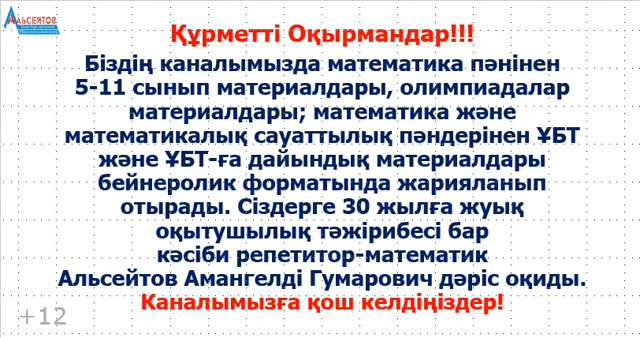 Альсейтов
Құрметті Оқырмандар!!!
Біздің каналымызда математика пәнінен
5-11 сынып материалдары, олимпиадалар
материалдары; математика және
математикалық сауаттылық пәндерінен ҰБТ
және ҰБТ-ға дайындық материалдары
бейнеролик форматында жарияланып
отырады. Сіздерге 30 жылға жуық
оқытушылық тәжірибесі бар
кәсіби репетитор-математик
Альсейтов Амангелді Гумарович дәріс оқиды.
Каналымызға қош келдіңіздер!
+12